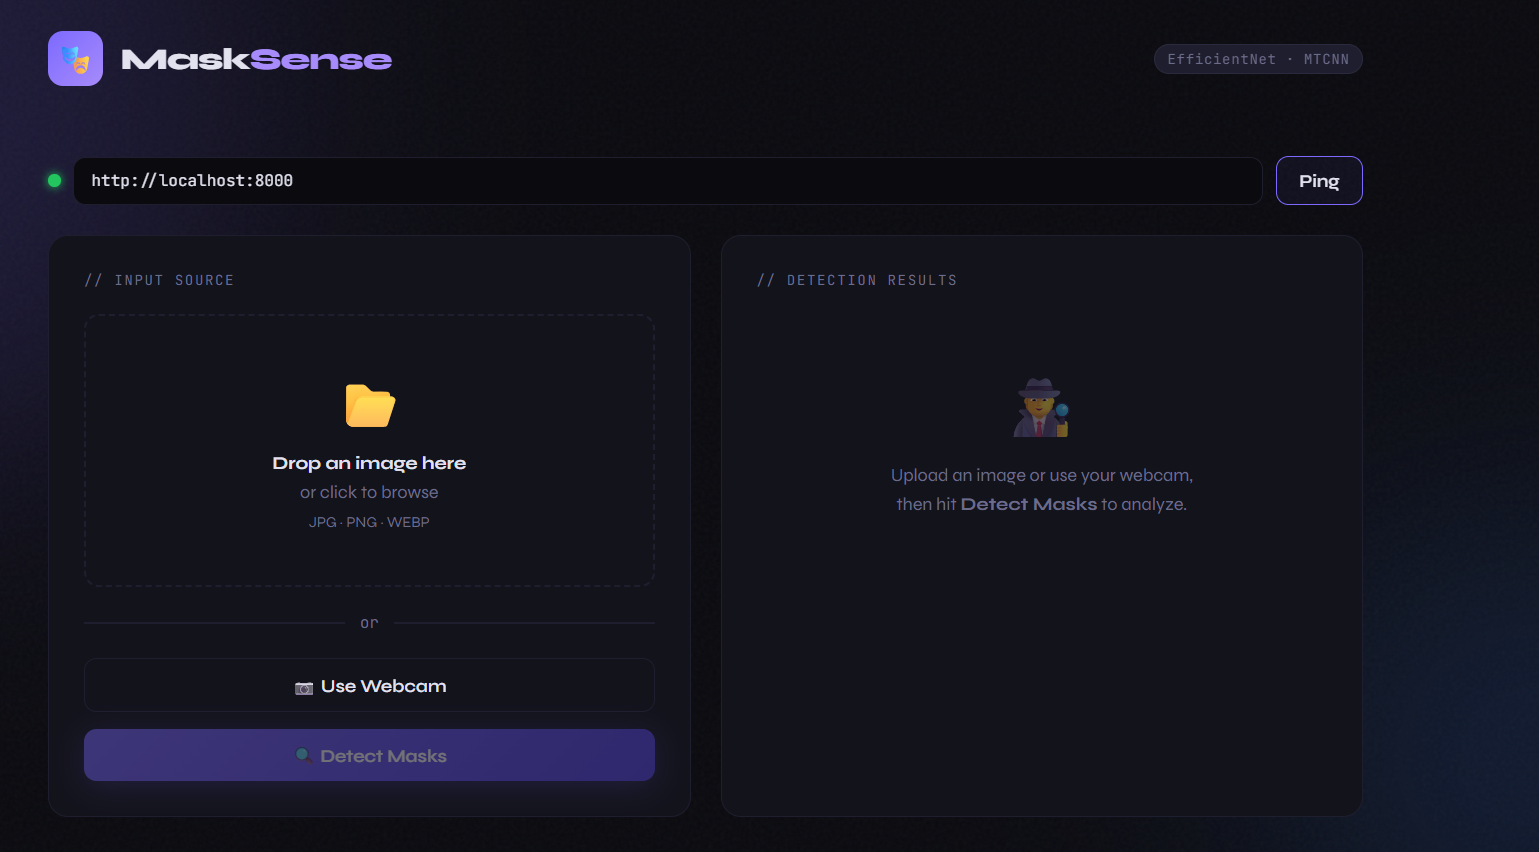 MaskSense
EfficientNet · MTCNN
http://localhost:8000
Ping
// INPUT SOURCE
Drop an image here
or click to browse
JPG · PNG · WEBP
or
Use Webcam
Detect Masks
// DETECTION RESULTS
Upload an image or use your webcam,
then hit Detect Masks to analyze.